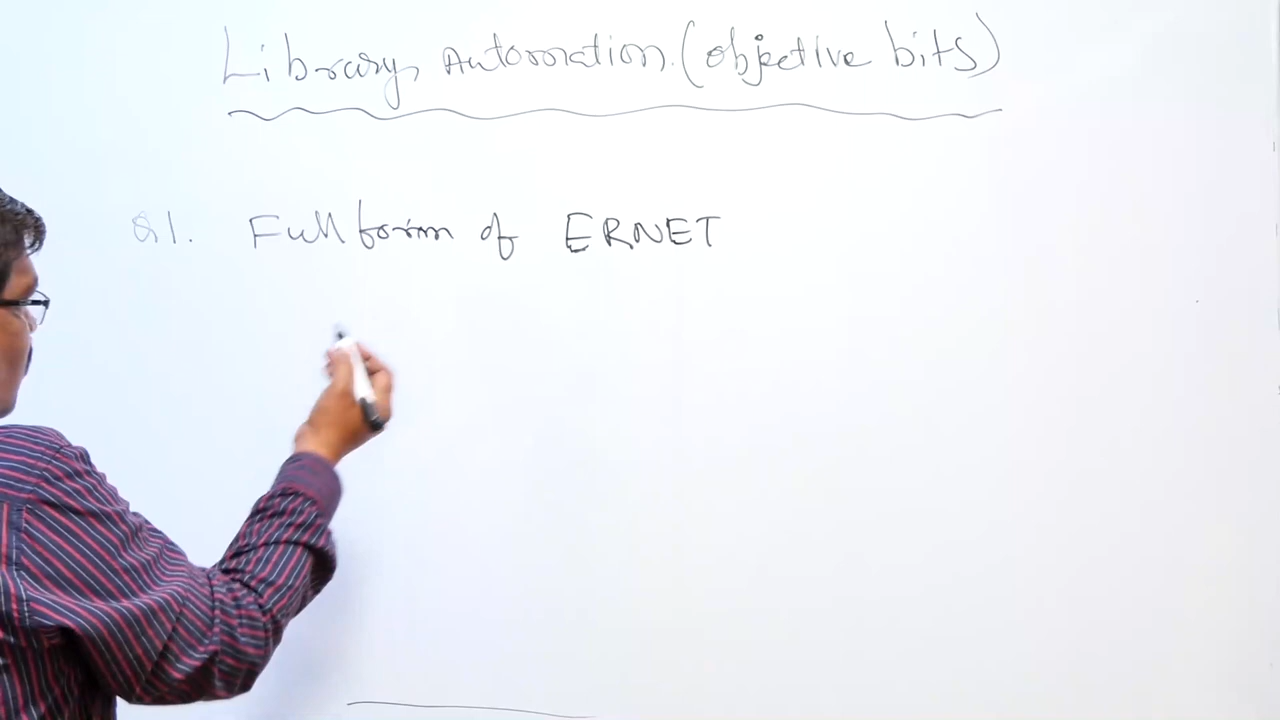 Library Automation (objective bits)
Q1. Full form of ERNET